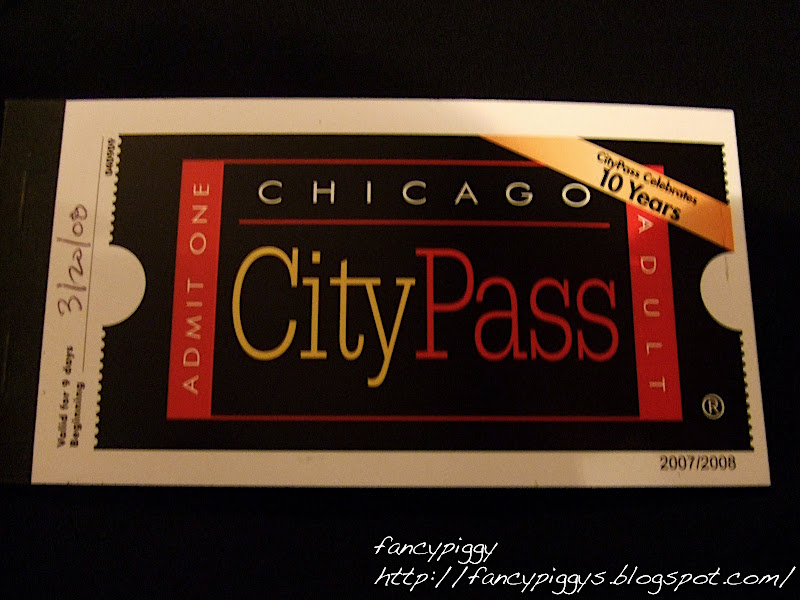 CityPass Celebrates
10 Years
CHICAGO
CityPass
ADMIT ONE
ADULT
®
2007/2008
Valid for 9 days
Beginning
3/20/08
fancypiggy
http://fancypiggys.blogspot.com/